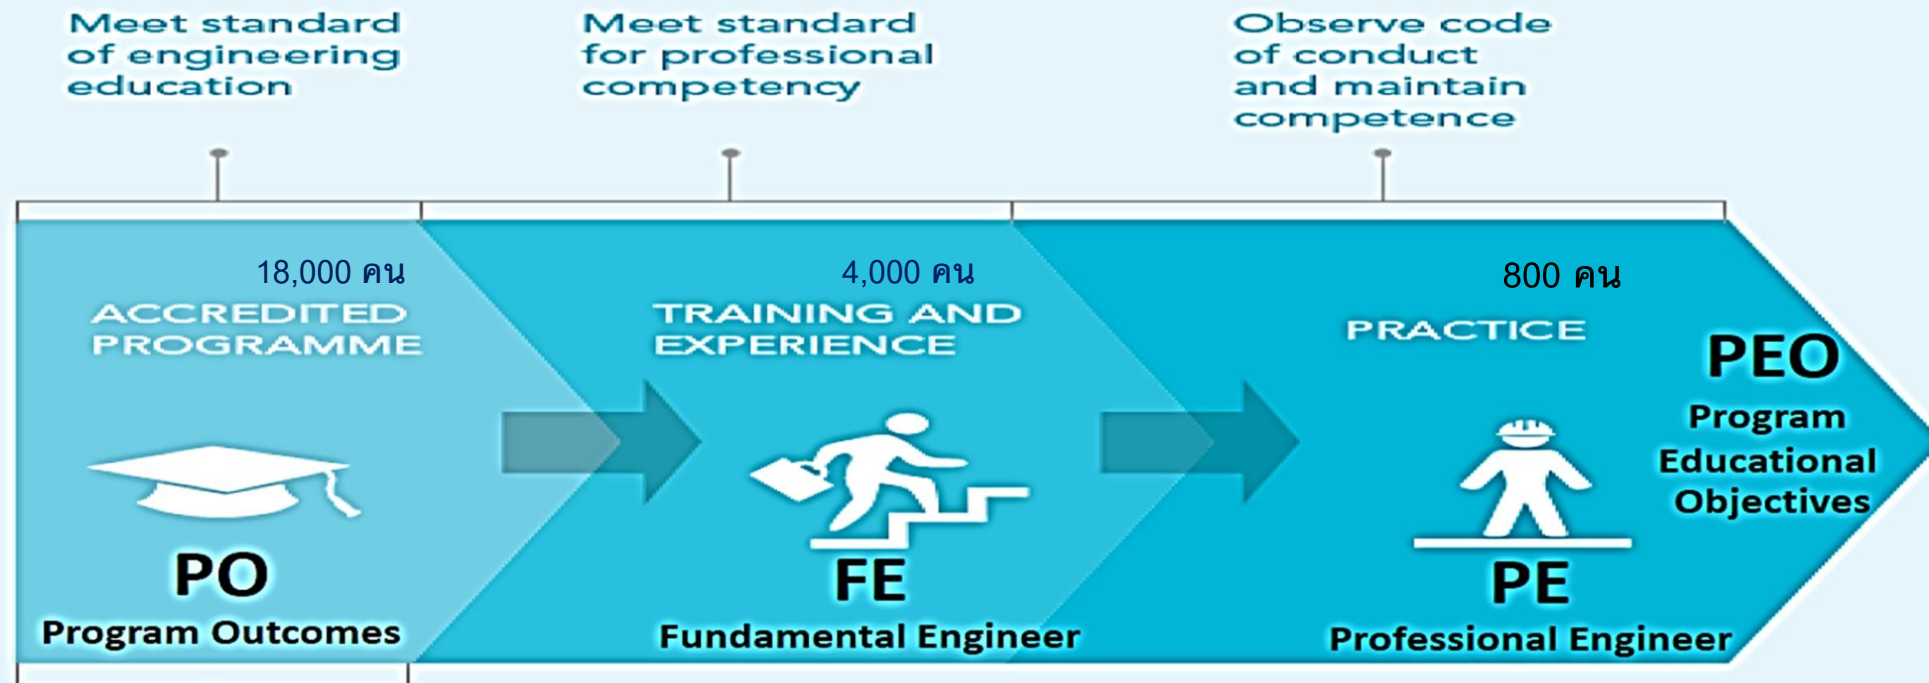 Meet standard
of engineering
education
Meet standard
for professional
competency
Observe code
of conduct
and maintain
competence
18,000 คน
ACCREDITED
PROGRAMME
PO
Program Outcomes
4,000 คน
TRAINING AND
EXPERIENCE
FE
Fundamental Engineer
800 คน
PRACTICE
PE
Professional Engineer
PEO
Program
Educational
Objectives